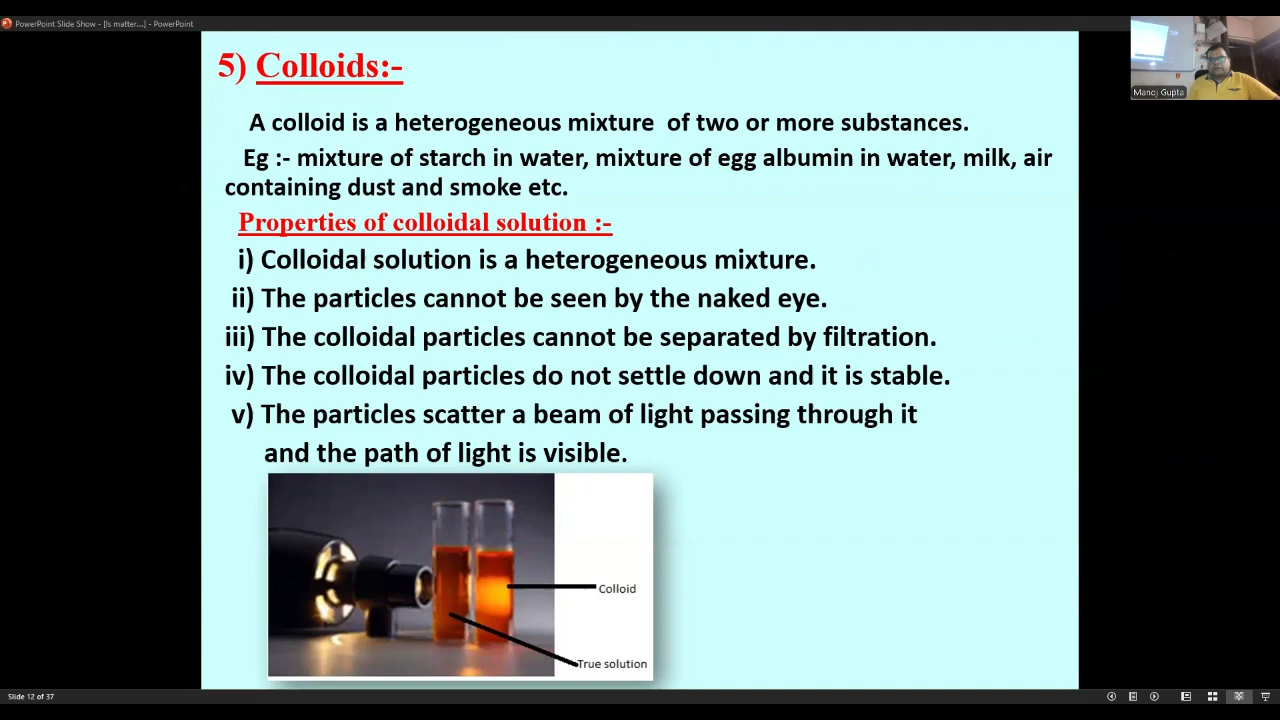 PowerPoint Slide Show - [Is matter...] - PowerPoint
Manoj Gupta
5) Colloids:-
A colloid is a heterogeneous mixture of two or more substances.
Eg :- mixture of starch in water, mixture of egg albumin in water, milk, air
containing dust and smoke etc.
Properties of colloidal solution :-
i) Colloidal solution is a heterogeneous mixture.
ii) The particles cannot be seen by the naked eye.
iii) The colloidal particles cannot be separated by filtration.
iv) The colloidal particles do not settle down and it is stable.
v) The particles scatter a beam of light passing through it
and the path of light is visible.
Colloid
True solution
Slide 12 of 37